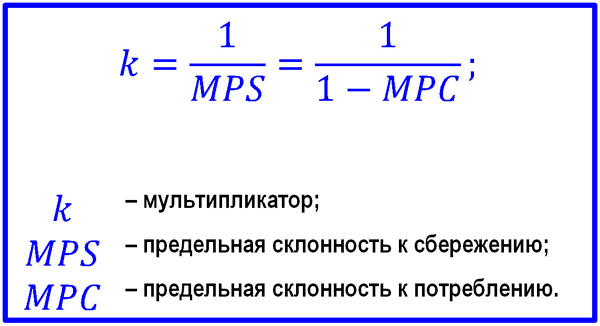 k = 1/MPS = 1/(1 − MPC);
k – мультипликатор;
MPS – предельная склонность к сбережению;
MPC – предельная склонность к потреблению.